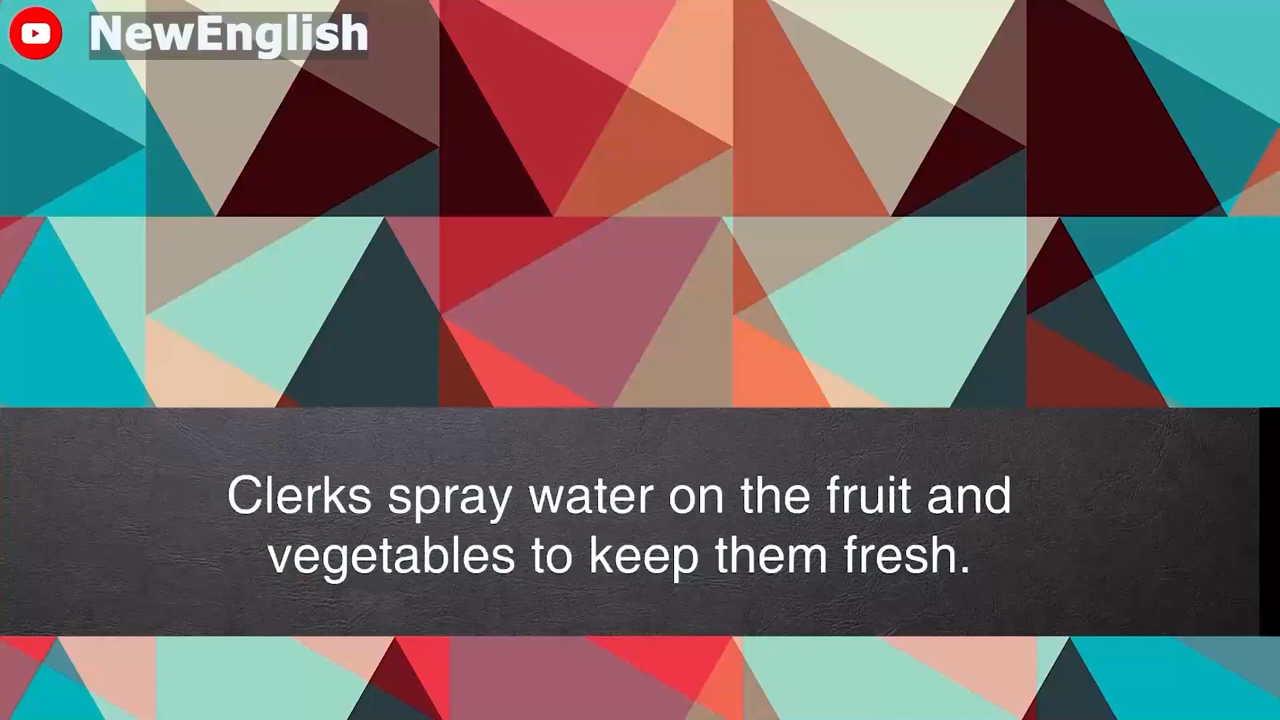 NewEnglish
Clerks spray water on the fruit and
vegetables to keep them fresh.